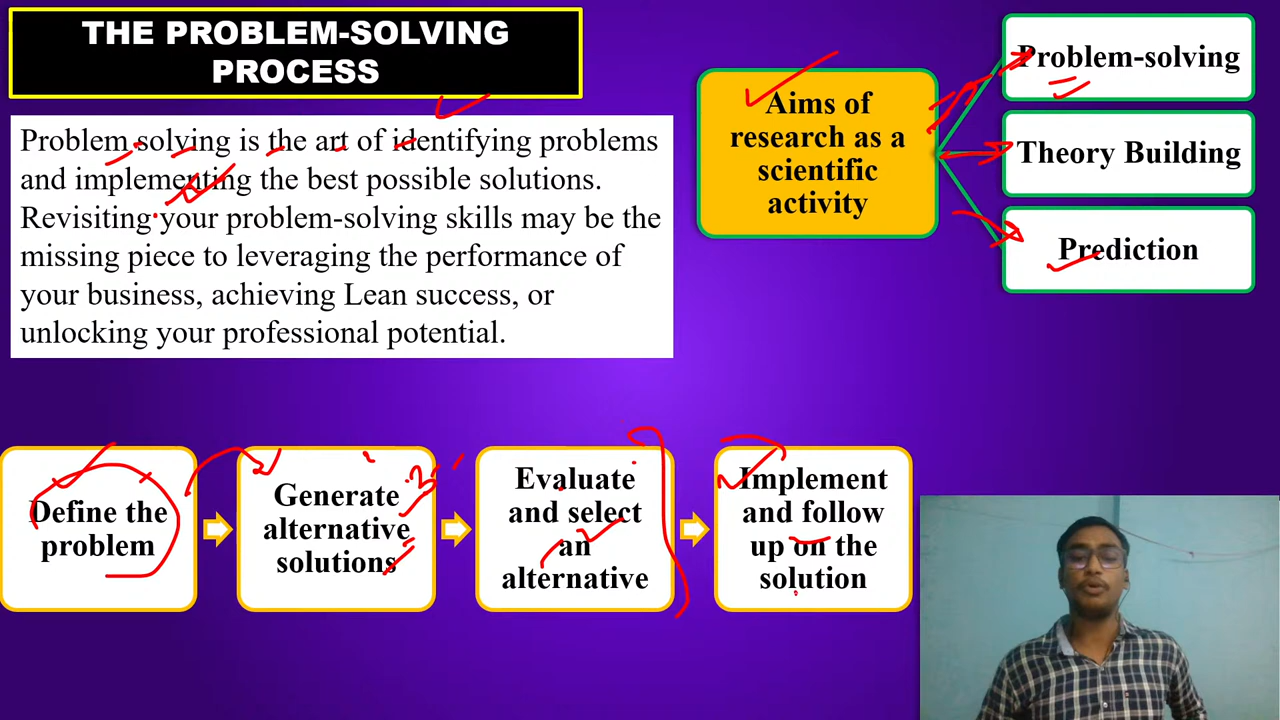 THE PROBLEM-SOLVING
PROCESS
Problem solving is the art of identifying problems
and implementing the best possible solutions.
Revisiting your problem-solving skills may be the
missing piece to leveraging the performance of
your business, achieving Lean success, or
unlocking your professional potential.
Aims of
research as a
scientific
activity
Problem-solving
Theory Building
Prediction
Define the
problem
Generate
alternative
solutions
Evaluate
and select
an
alternative
Implement
and follow
up on the
solution